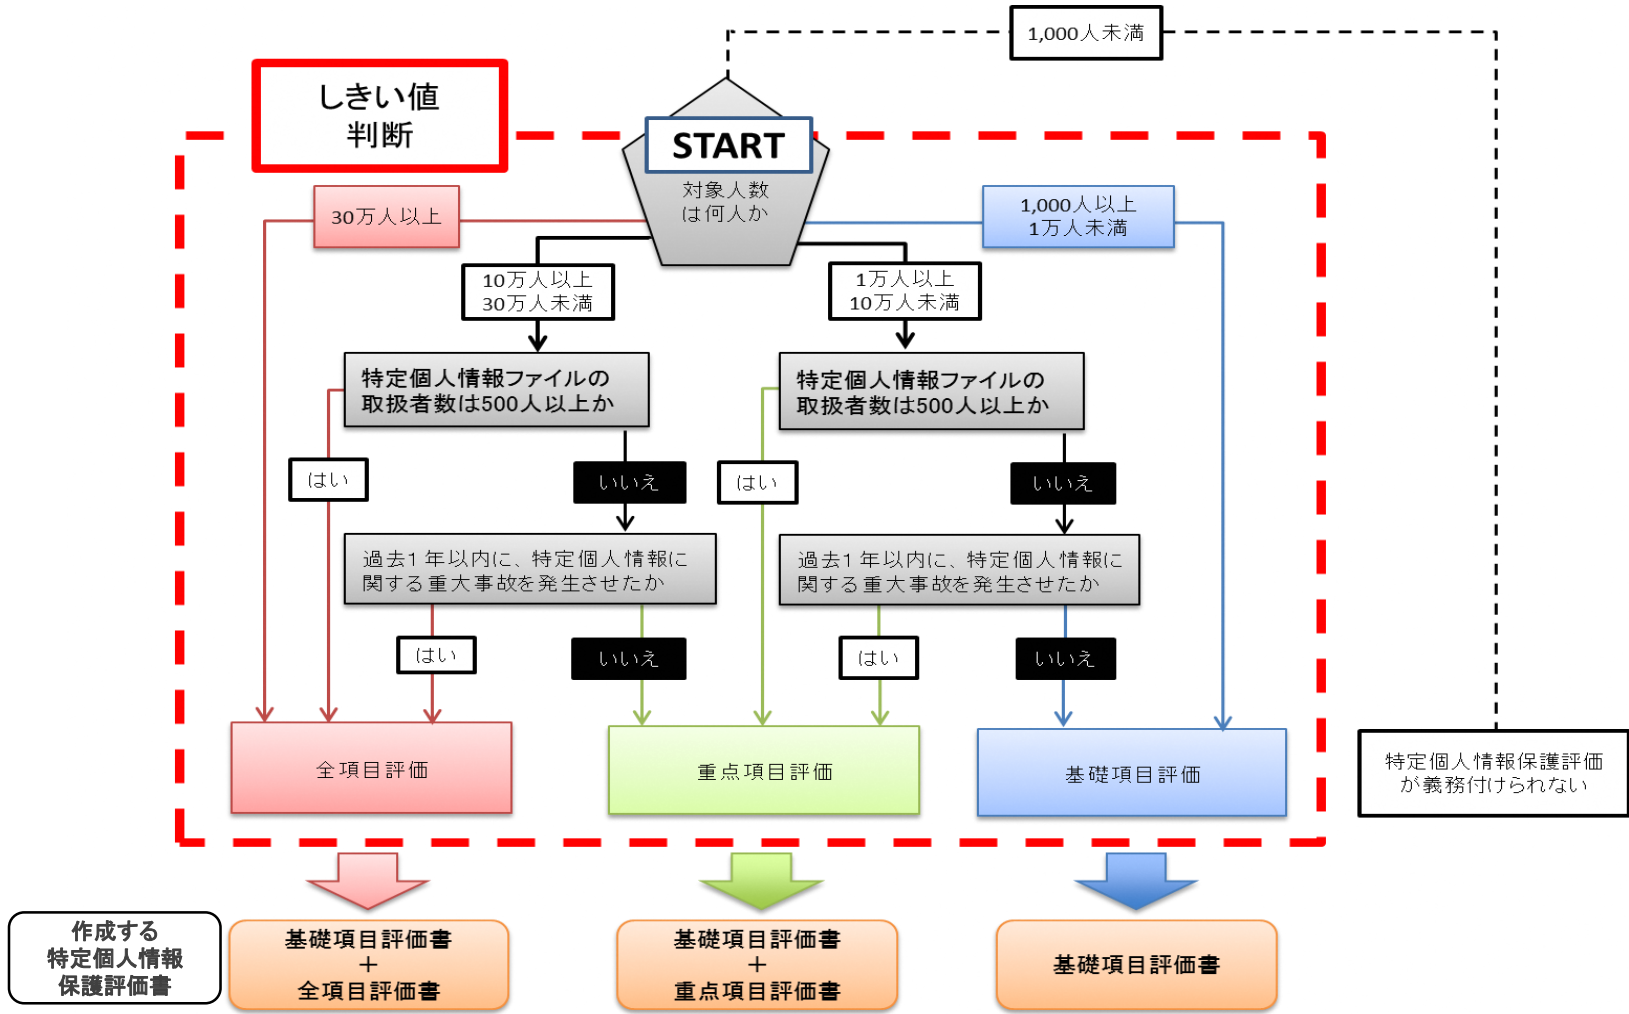 1,000人未満
しきい値
判断
START
対象人数
は何人か
30万人以上
1,000人以上
1万人未満
10万人以上
30万人未満
1万人以上
10万人未満
特定個人情報ファイルの
取扱者数は500人以上か
特定個人情報ファイルの
取扱者数は500人以上か
はい
いいえ
はい
いいえ
過去1年以内に、特定個人情報に
関する重大事故を発生させたか
過去1年以内に、特定個人情報に
関する重大事故を発生させたか
はい
いいえ
はい
いいえ
全項目評価
重点項目評価
基礎項目評価
特定個人情報保護評価
が義務付けられない
作成する
特定個人情報
保護評価書
基礎項目評価書
+
全項目評価書
基礎項目評価書
+
重点項目評価書
基礎項目評価書